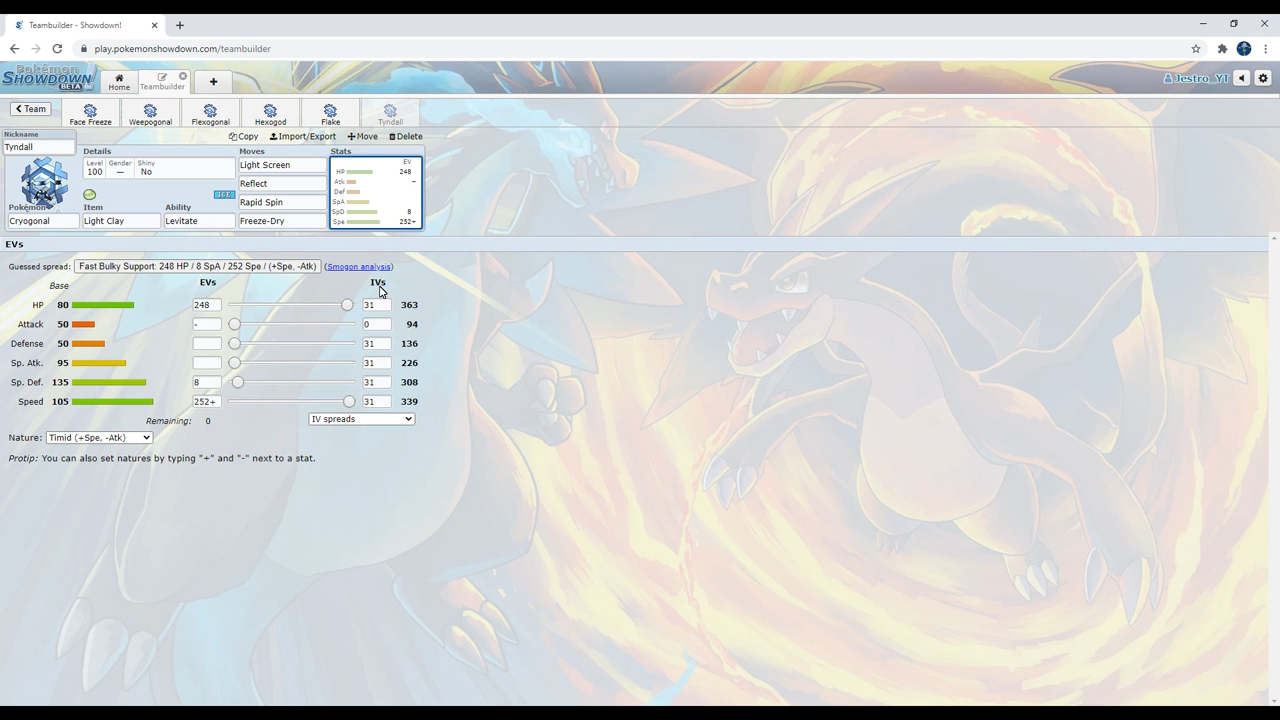 Teambuilder - Showdown!
play.pokemonshowdown.com/teambuilder
Pokémon
SHOWDOWN!
BETA
Home
Teambuilder
Jestro_YT
Team
Face Freeze
Weepogonal
Flexogonal
Hexogod
Flake
Tyndall
Copy Import/Export Move Delete
Nickname
Tyndall
Details
Level Gender Shiny
100 — No
ICE
Pokémon Item Ability
Cryogonal Light Clay Levitate
Moves
Light Screen
Reflect
Rapid Spin
Freeze-Dry
Stats
EV
HP 248
Atk -
Def
SpA
SpD 8
Spe 252+
EVs
Guessed spread: Fast Bulky Support: 248 HP / 8 SpA / 252 Spe / (+Spe, -Atk) (Smogon analysis)
Base EVs IVs
HP 80 248 31 363
Attack 50 - 0 94
Defense 50 31 136
Sp. Atk. 95 31 226
Sp. Def. 135 8 31 308
Speed 105 252+ 31 339
Remaining: 0 IV spreads
Nature: Timid (+Spe, -Atk)
Protip: You can also set natures by typing "+" and "-" next to a stat.